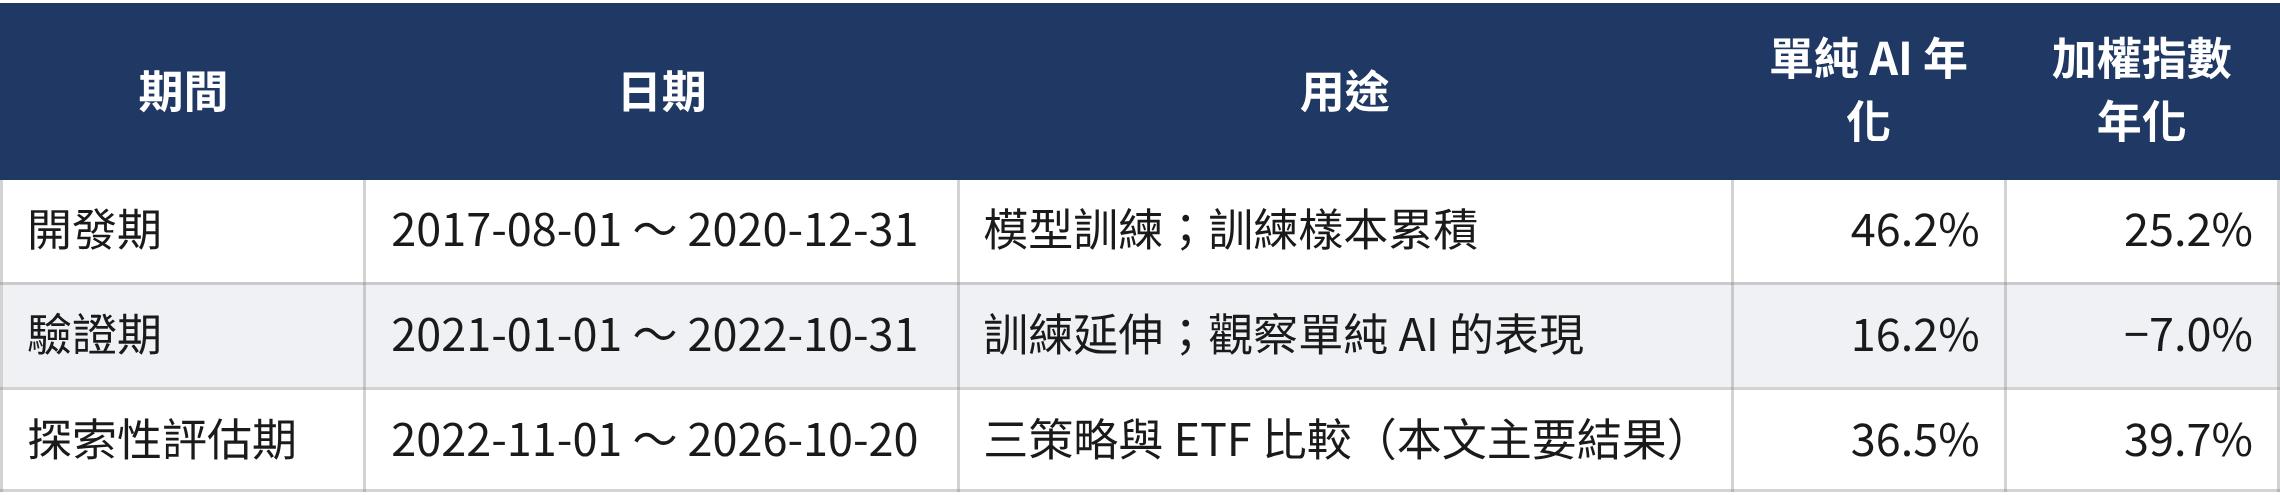 期間 日期 用途 單純 AI 年化 加權指數年化
開發期 2017-08-01 ～ 2020-12-31 模型訓練；訓練樣本累積 46.2% 25.2%
驗證期 2021-01-01 ～ 2022-10-31 訓練延伸；觀察單純 AI 的表現 16.2% −7.0%
探索性評估期 2022-11-01 ～ 2026-10-20 三策略與 ETF 比較（本文主要結果） 36.5% 39.7%